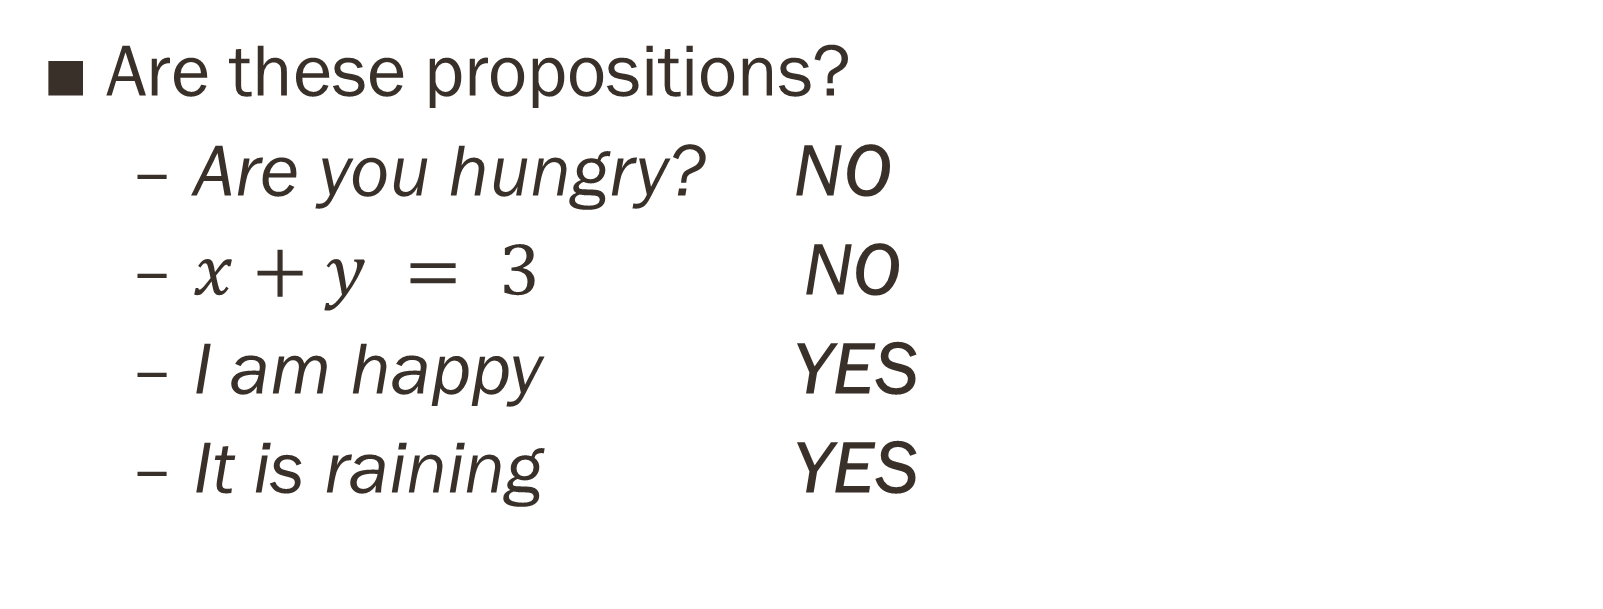 ■ Are these propositions?
– Are you hungry? NO
– x + y = 3 NO
– I am happy YES
– It is raining YES